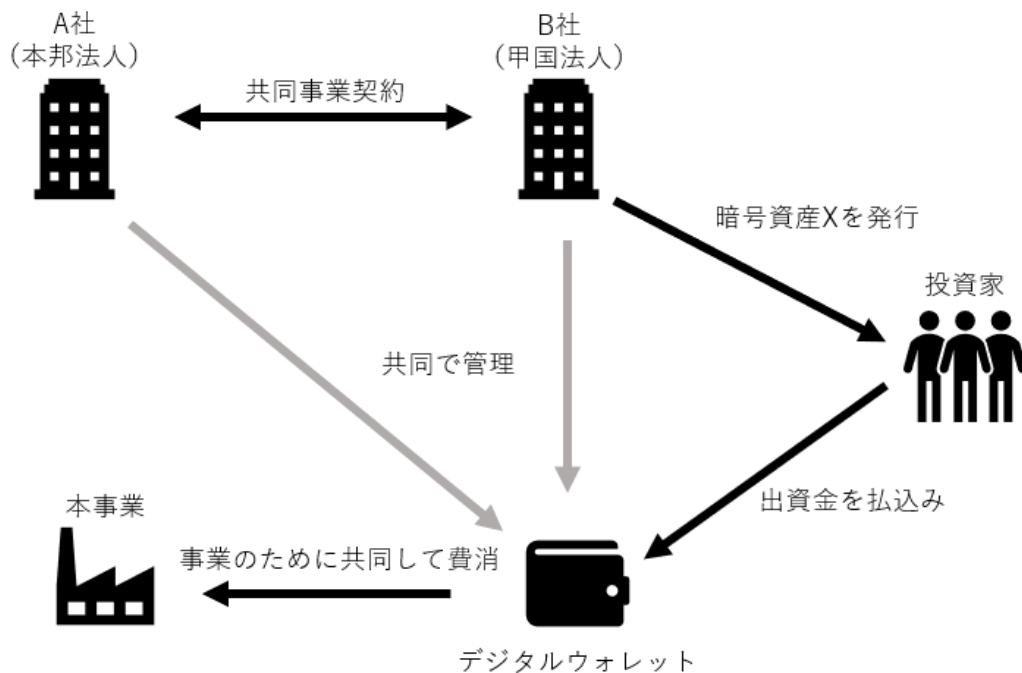 A社
（本邦法人）
B社
（甲国法人）
共同事業契約
暗号資産Xを発行
投資家
共同で管理
出資金を払込み
本事業
事業のために共同して費消
デジタルウォレット